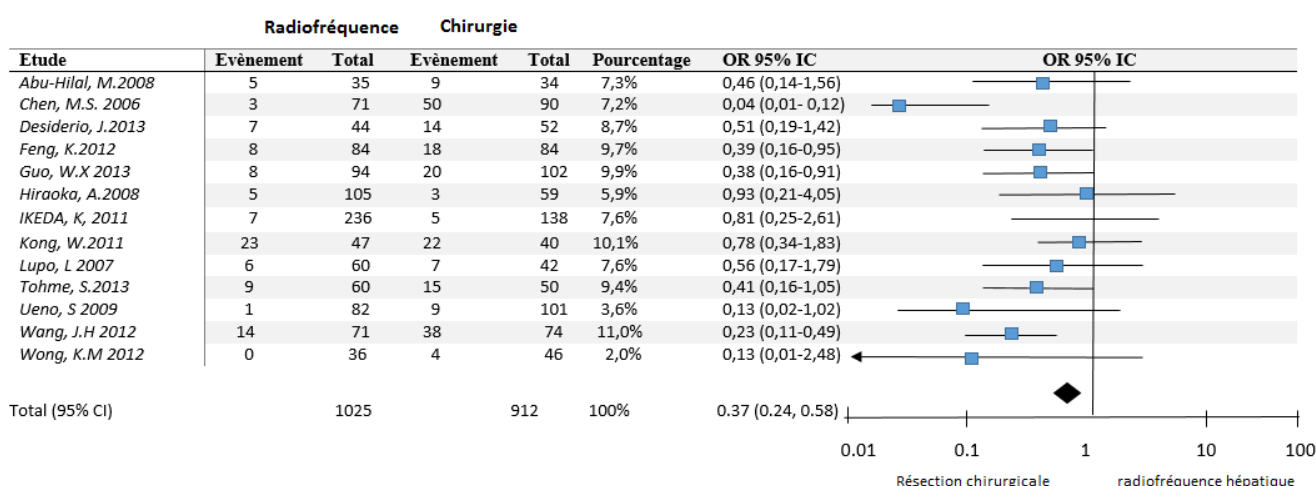 Radiofréquence Chirurgie
Etude Evènement Total Evènement Total Pourcentage OR 95% IC OR 95% IC
Abu-Hilal, M.2008 5 35 9 34 7,3% 0,46 (0,14-1,56)
Chen, M.S. 2006 3 71 50 90 7,2% 0,04 (0,01- 0,12)
Desiderio, J.2013 7 44 14 52 8,7% 0,51 (0,19-1,42)
Feng, K.2012 8 84 18 84 9,7% 0,39 (0,16-0,95)
Guo, W.X 2013 8 94 20 102 9,9% 0,38 (0,16-0,91)
Hiraoka, A.2008 5 105 3 59 5,9% 0,93 (0,21-4,05)
IKEDA, K, 2011 7 236 5 138 7,6% 0,81 (0,25-2,61)
Kong, W.2011 23 47 22 40 10,1% 0,78 (0,34-1,83)
Lupo, L 2007 6 60 7 42 7,6% 0,56 (0,17-1,79)
Tohme, S.2013 9 60 15 50 9,4% 0,41 (0,16-1,05)
Ueno, S 2009 1 82 9 101 3,6% 0,13 (0,02-1,02)
Wang, J.H 2012 14 71 38 74 11,0% 0,23 (0,11-0,49)
Wong, K.M 2012 0 36 4 46 2,0% 0,13 (0,01-2,48)
Total (95% CI) 1025 912 100% 0.37 (0.24, 0.58)
0.01 0.1 1 10 100
Résection chirurgicale radiofréquence hépatique